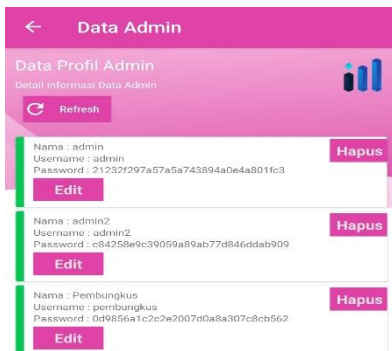 Data Admin
Data Profil Admin
Detail Informasi Data Admin
Refresh
Nama : admin
Hapus
Username : admin
Password : 21232f297a57a5a743894a0e4a801fc3
Edit
Nama : admin2
Hapus
Username : admin2
Password : c84258e9c39059a89ab77d846ddab909
Edit
Nama : Pembungkus
Hapus
Username : pembungkus
Password : 0d9856a1c2c2e2007d0a8a307c8cb562
Edit